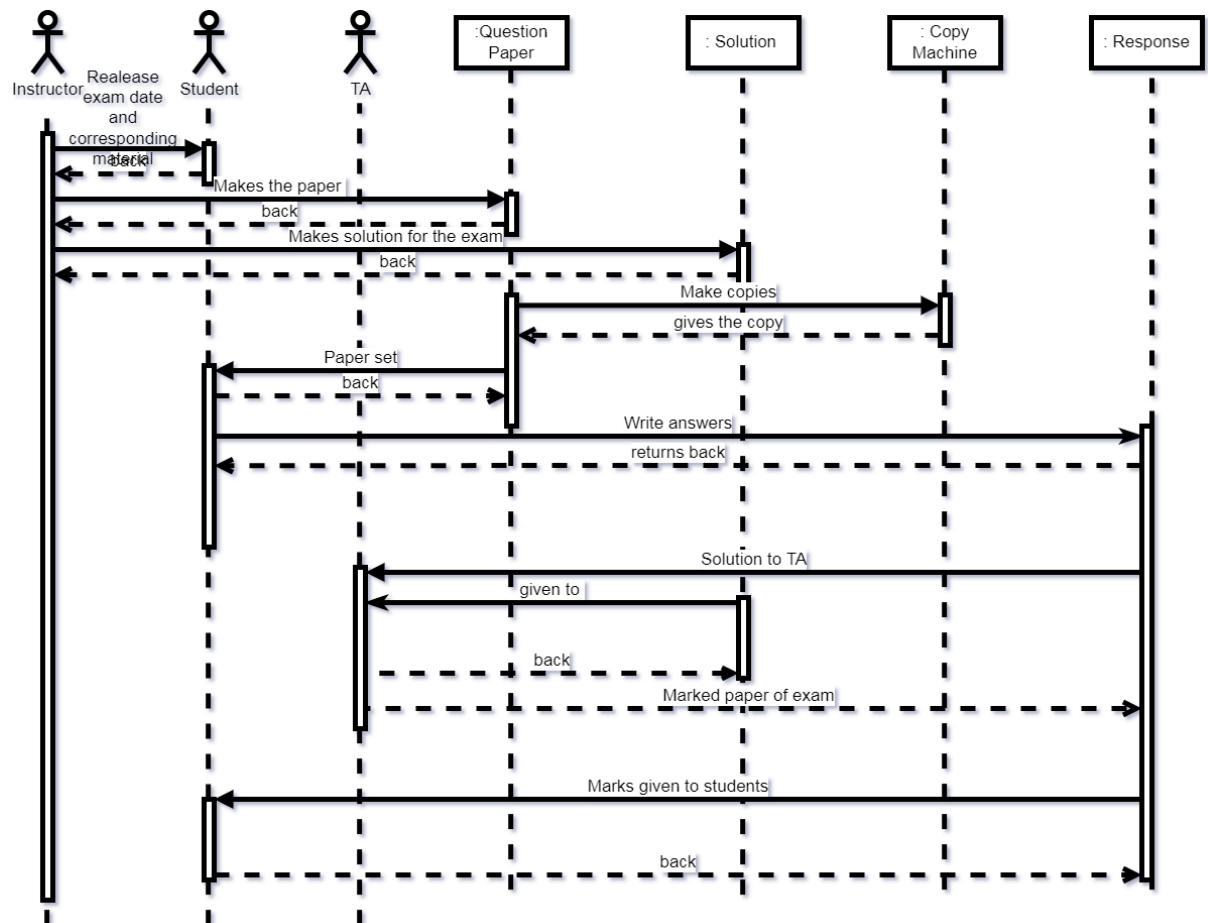 :Question
Paper
: Solution
: Copy
Machine
: Response
Instructor
Student
TA
Realease
exam date
and
corresponding
material
back
Makes the paper
back
Makes solution for the exam
back
Make copies
gives the copy
Paper set
back
Write answers
returns back
Solution to TA
given to
back
Marked paper of exam
Marks given to students
back